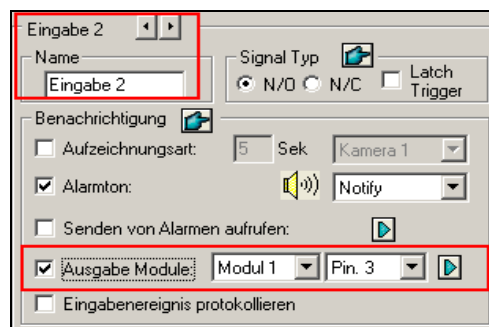 Eingabe 2
Name
Eingabe 2
Signal Typ
N/O N/C Latch Trigger
Benachrichtigung
Aufzeichnungsart: 5 Sek Kamera 1
Alarmton: Notify
Senden von Alarmen aufrufen:
Ausgabe Module: Modul 1 Pin. 3
Eingabenereignis protokollieren